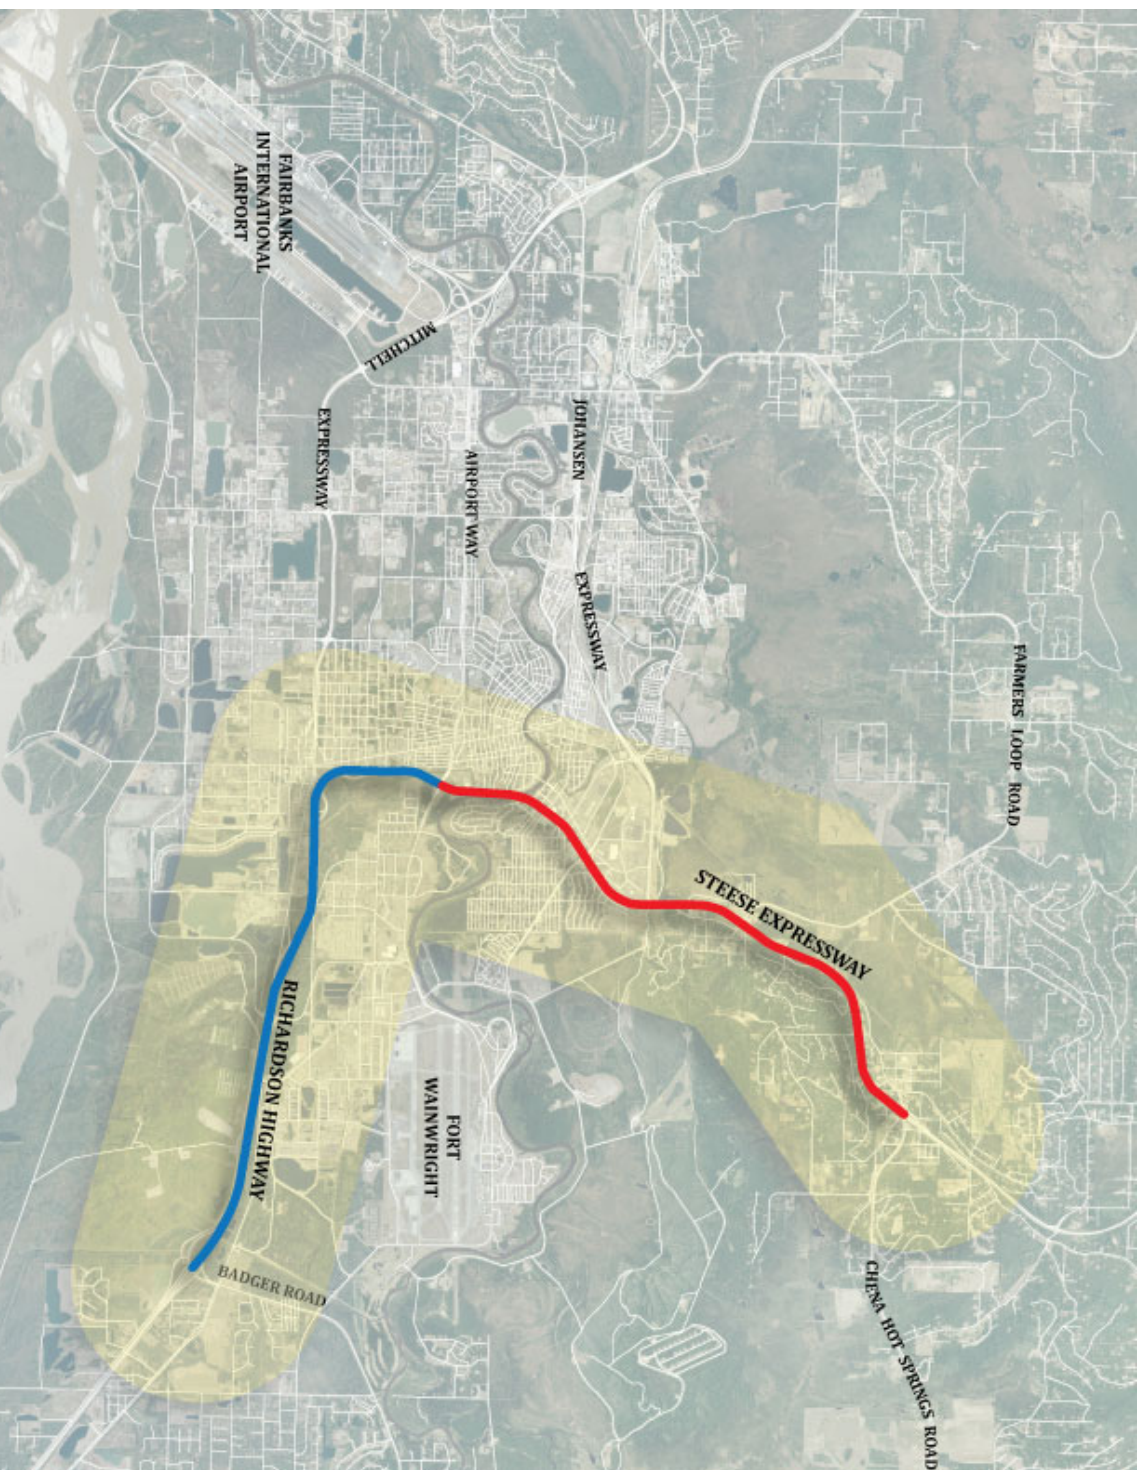 FAIRBANKS
INTERNATIONAL
AIRPORT
MITCHELL
EXPRESSWAY
AIRPORT WAY
JOHANSEN
EXPRESSWAY
FARMERS LOOP ROAD
STEESE EXPRESSWAY
RICHARDSON HIGHWAY
FORT
WAINWRIGHT
BADGER ROAD
CHENA HOT SPRINGS ROAD